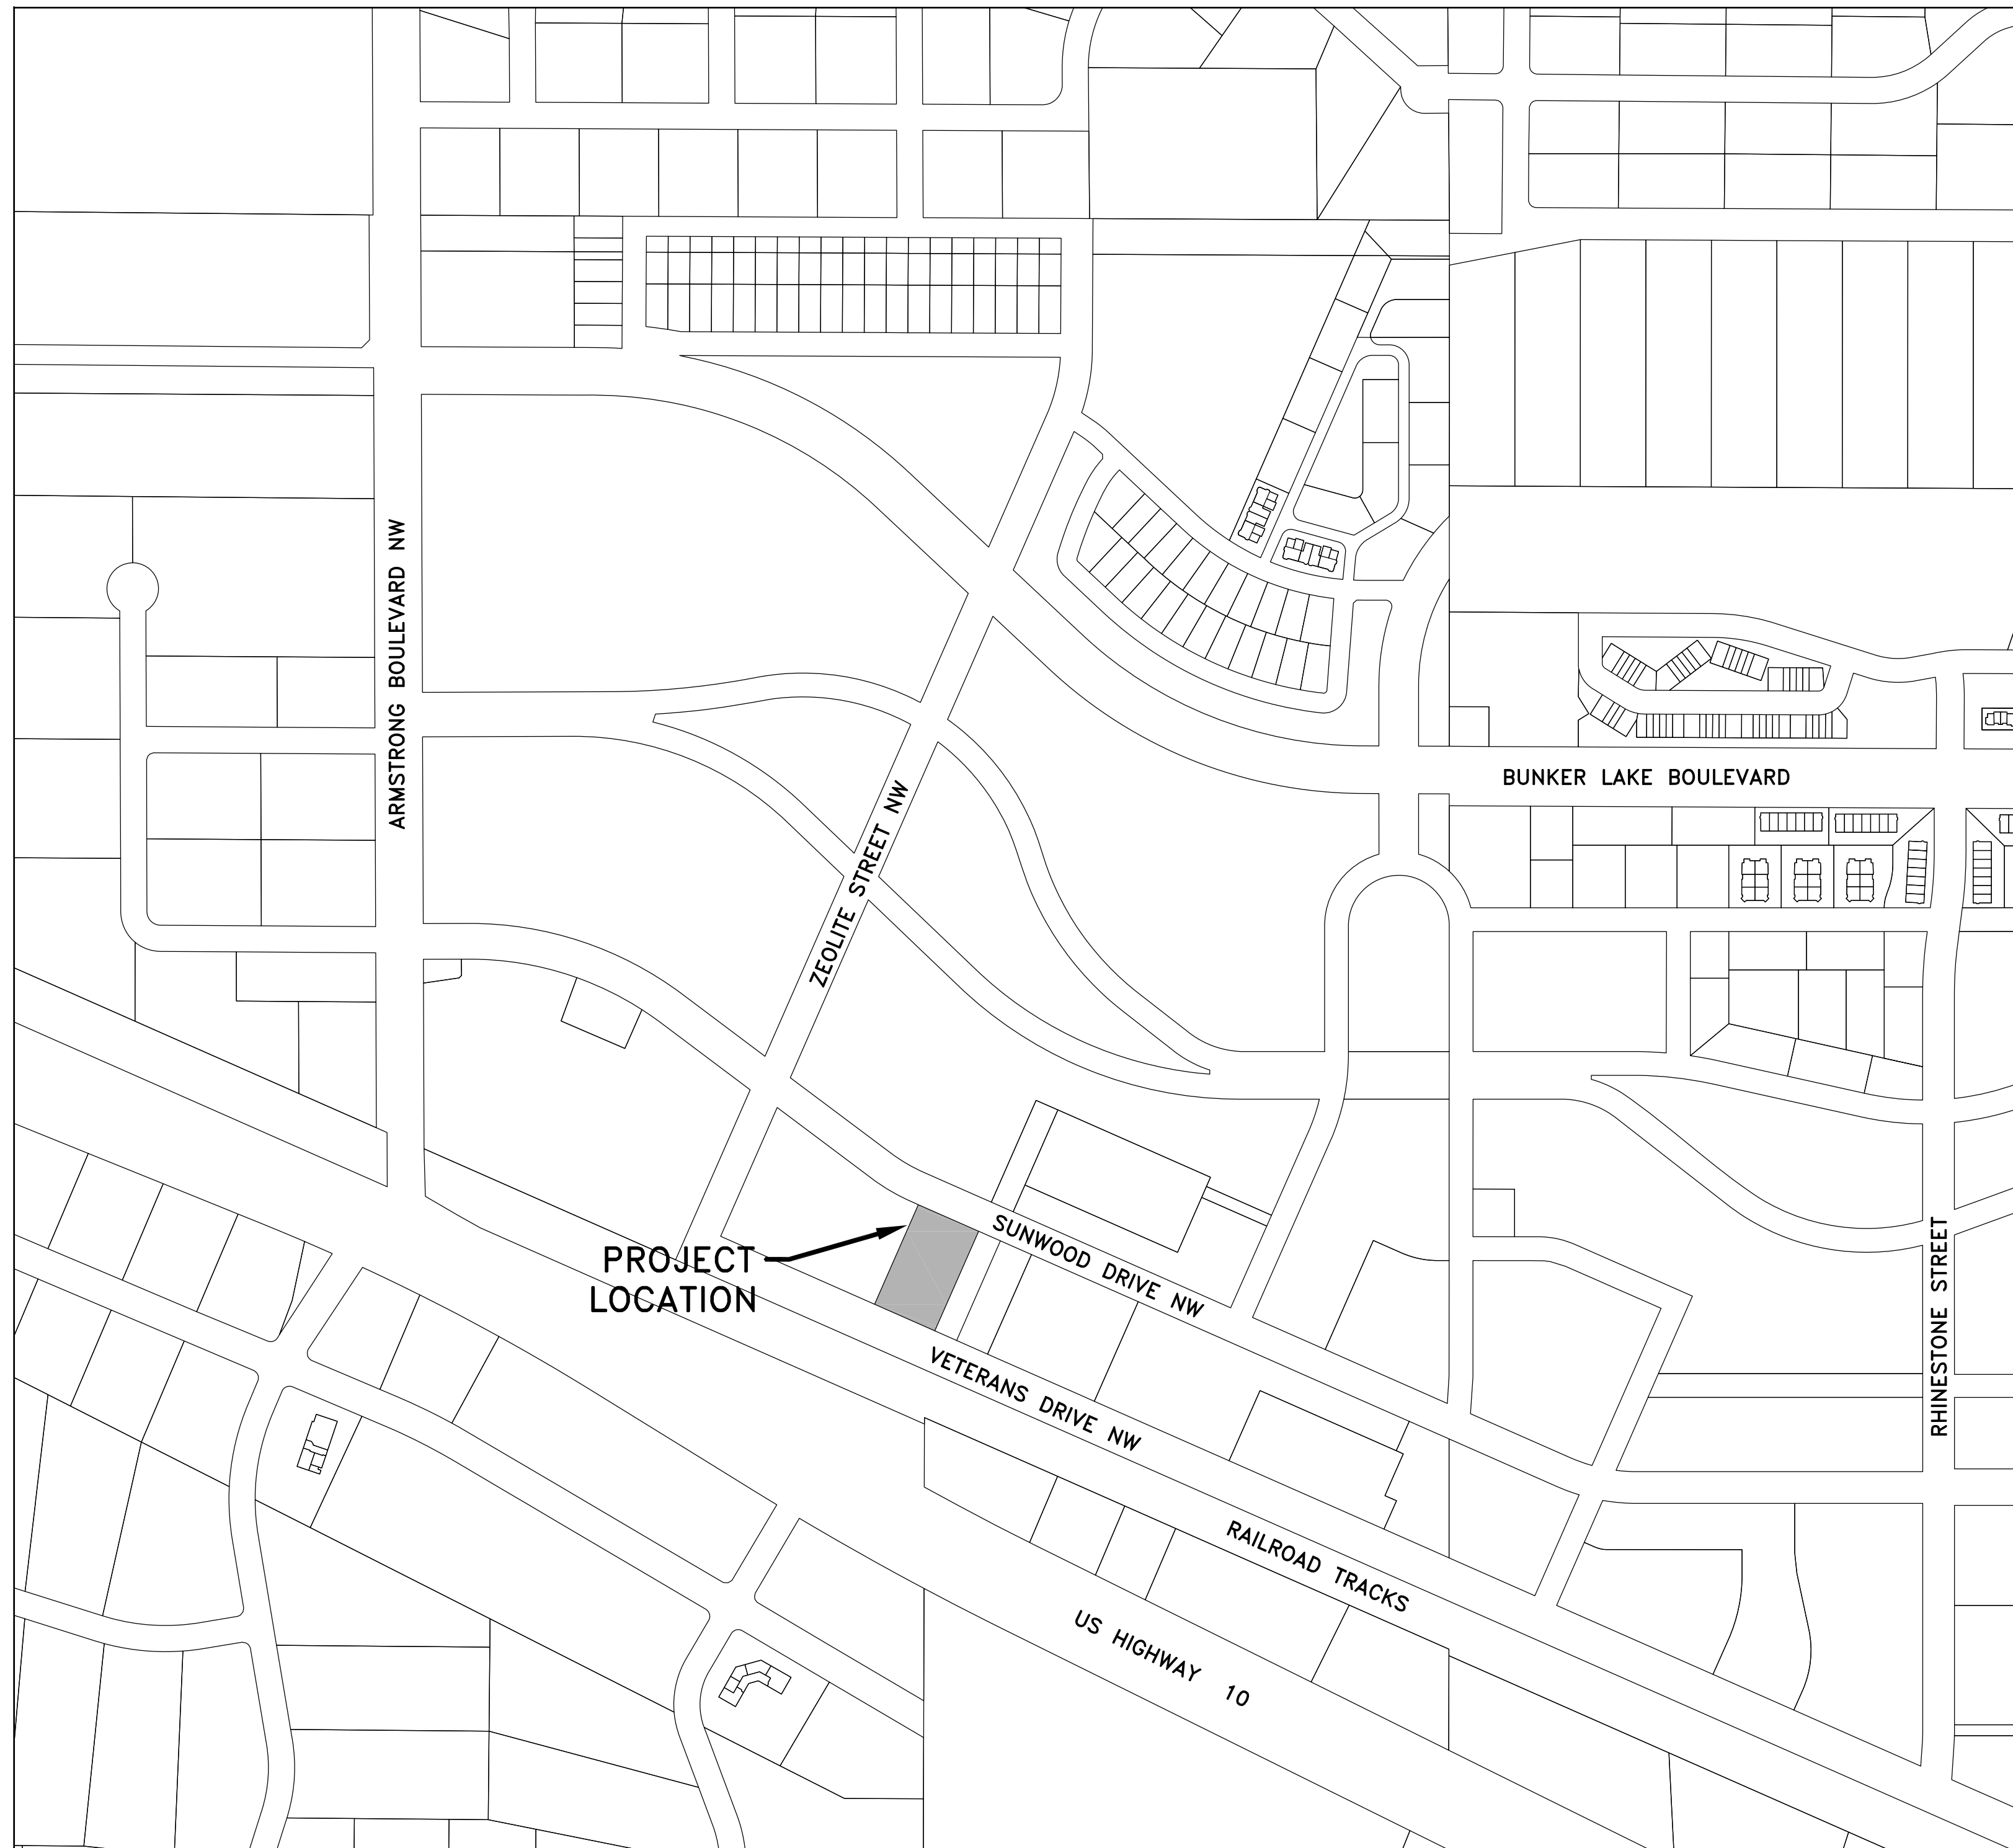 ARMSTRONG BOULEVARD NW
BUNKER LAKE BOULEVARD
ZEOLITE STREET NW
PROJECT
LOCATION
SUNWOOD DRIVE NW
RHINESTONE STREET
VETERANS DRIVE NW
RAILROAD TRACKS
US HIGHWAY 10